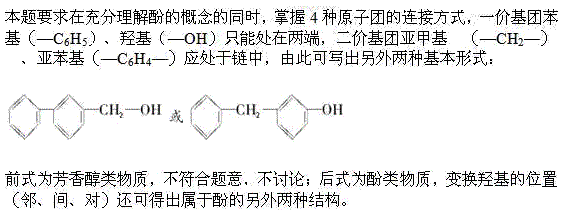 本题要求在充分理解酚的概念的同时，掌握4种原子团的连接方式，一价基团苯
基（—C₆H₅）、羟基（—OH）只能处在两端，二价基团亚甲基 （—CH₂—）
、亚苯基（—C₆H₄—）应处于链中，由此可写出另外两种基本形式：
—CH₂—OH 或 —CH₂— —OH
前式为芳香醇类物质，不符合题意．不讨论；后式为酚类物质，变换羟基的位置
（邻、间、对）还可得出属于酚的另外两种结构。